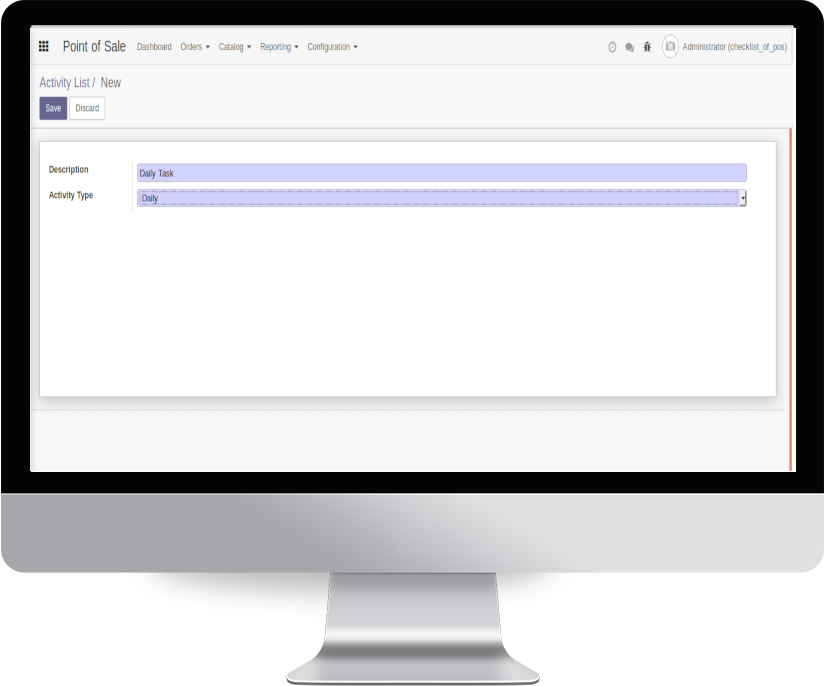 Point of Sale Dashboard Orders Catalog Reporting Configuration Administrator (checklist_of_pos)
Activity List / New
Save Discard
Description Daily Task
Activity Type Daily